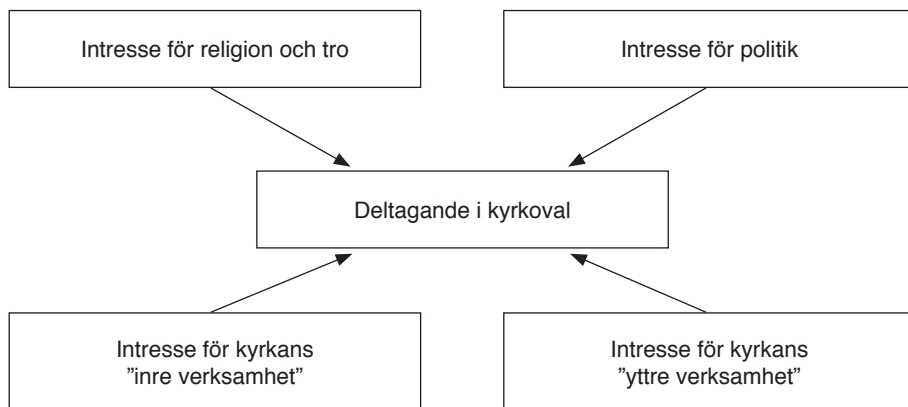 Intresse för religion och tro
Intresse för politik
Deltagande i kyrkoval
Intresse för kyrkans
”inre verksamhet”
Intresse för kyrkans
”yttre verksamhet”